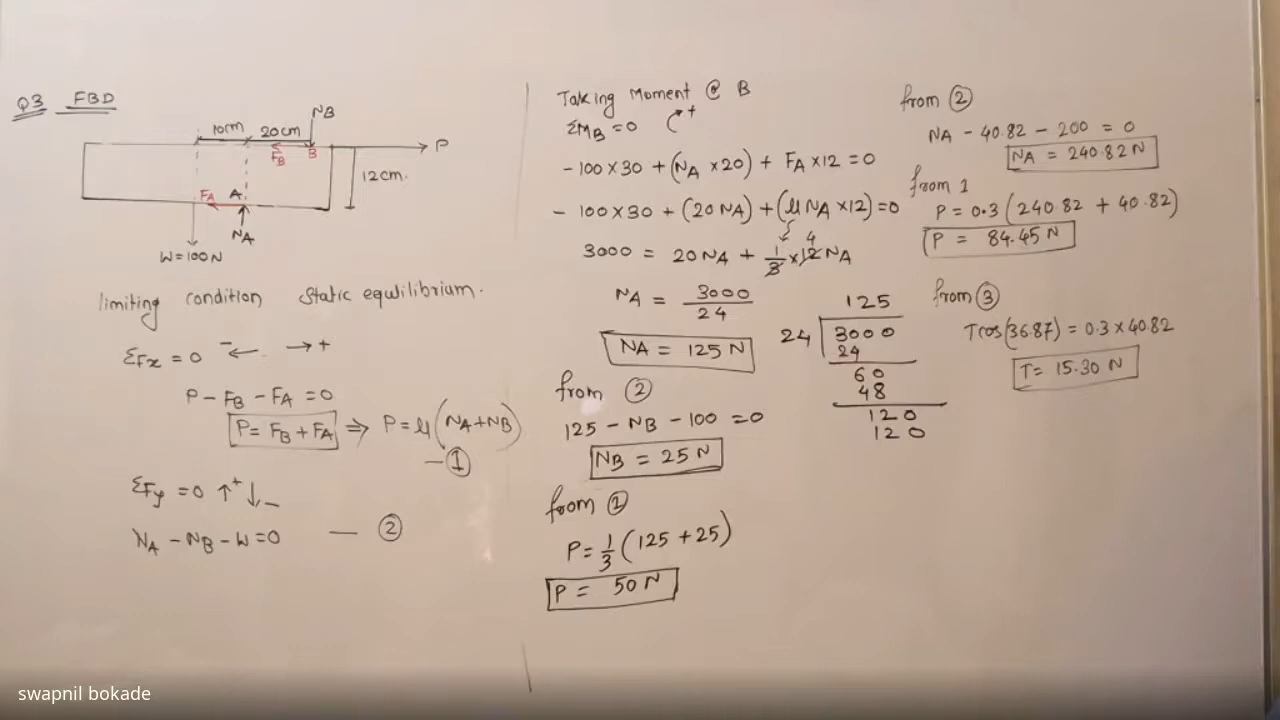 Q3 FBD
NB
10cm 20cm
FB B P
12cm.
FA A
NA
W=100N
limiting condition static equilibrium.
ΣFx = 0 -← →+
P - FB - FA = 0
P = FB + FA ⇒ P = μ(NA + NB)
— ①
ΣFy = 0 ↑+ ↓-
NA - NB - W = 0 — ②
Taking Moment @ B
ΣMB = 0 +
- 100 × 30 + (NA × 20) + FA × 12 = 0
- 100 × 30 + (20 NA) + (μ NA × 12) = 0
3000 = 20 NA + 1/3 × 12 NA
4
NA = 3000/24
NA = 125 N
from ②
125 - NB - 100 = 0
NB = 25 N
from ①
P = 1/3 (125 + 25)
P = 50 N
125
24 3000
24
60
48
120
120
from ②
NA - 40.82 - 200 = 0
NA = 240.82 N
from 1
P = 0.3 (240.82 + 40.82)
P = 84.45 N
from ③
Tcos(36.87) = 0.3 × 40.82
T = 15.30 N
swapnil bokade